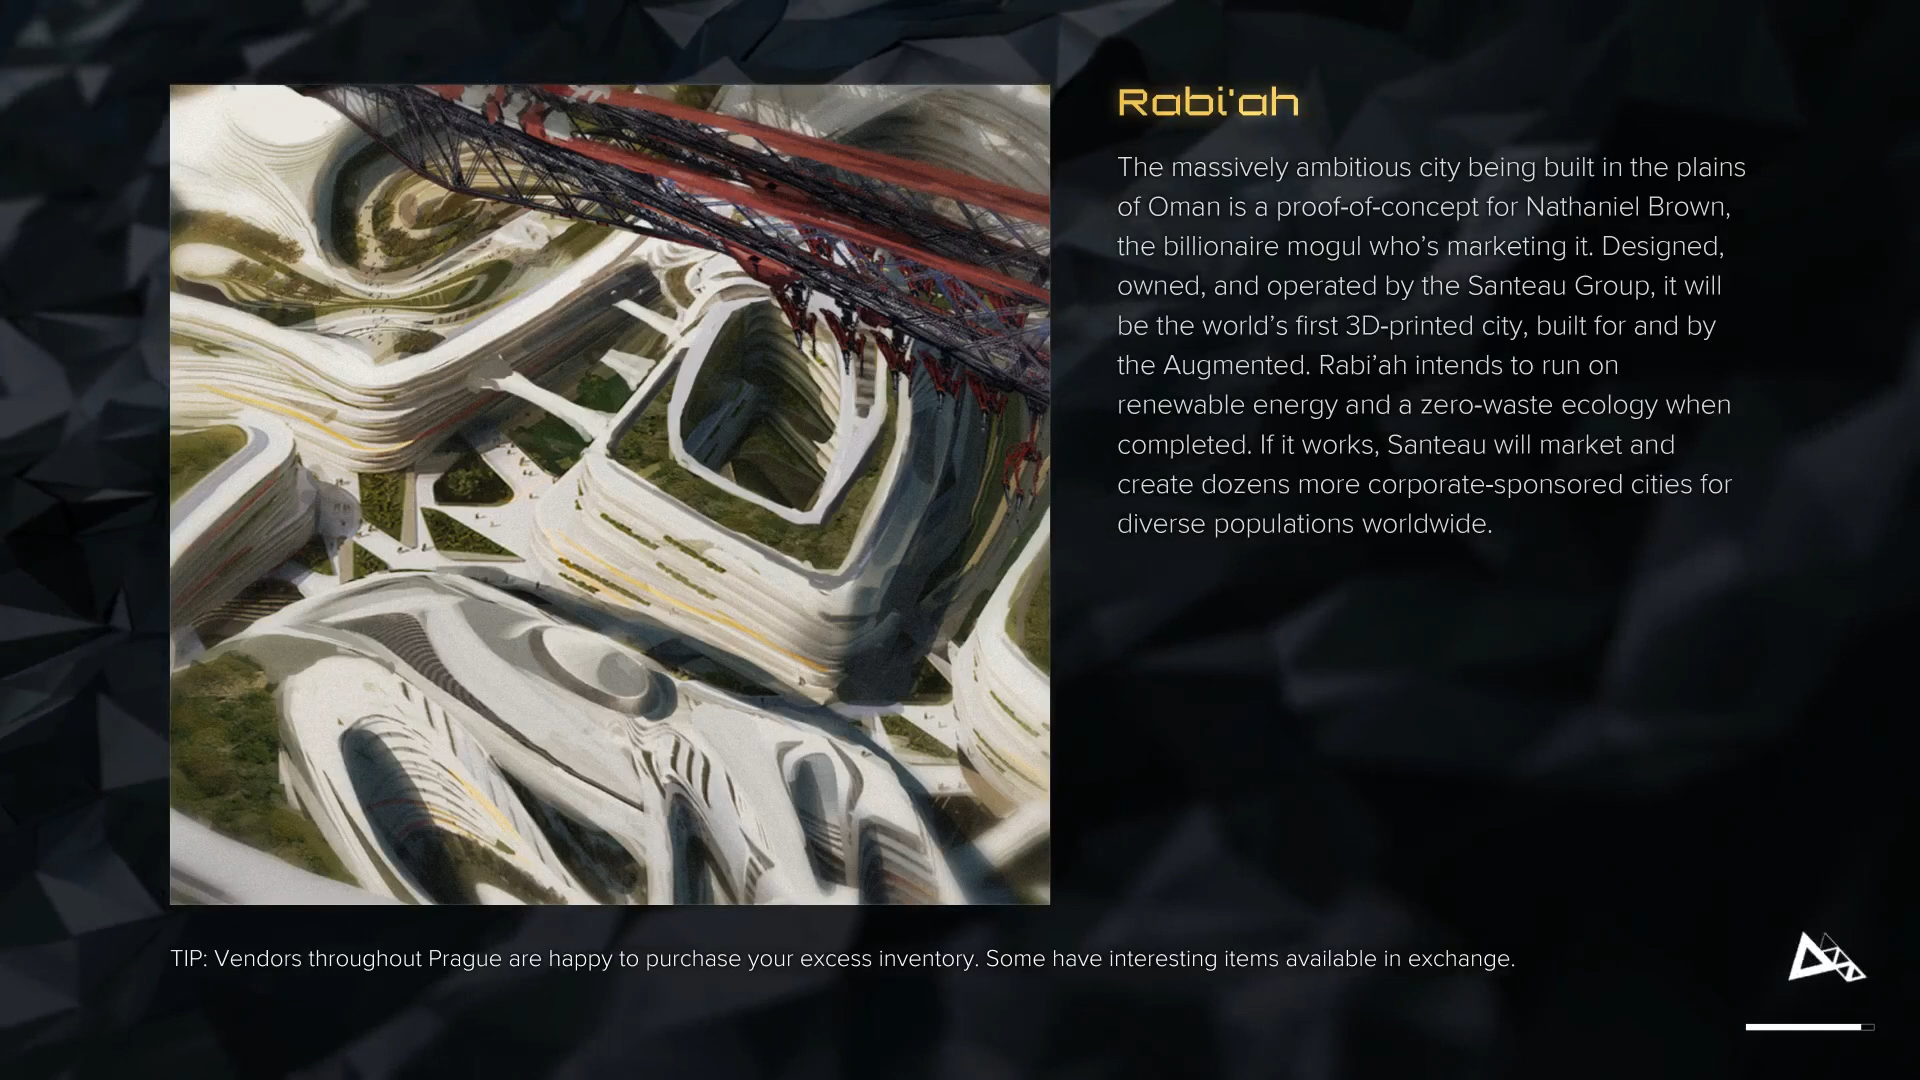 Rabi'ah
The massively ambitious city being built in the plains
of Oman is a proof-of-concept for Nathaniel Brown,
the billionaire mogul who’s marketing it. Designed,
owned, and operated by the Santeau Group, it will
be the world’s first 3D-printed city, built for and by
the Augmented. Rabi’ah intends to run on
renewable energy and a zero-waste ecology when
completed. If it works, Santeau will market and
create dozens more corporate-sponsored cities for
diverse populations worldwide.
TIP: Vendors throughout Prague are happy to purchase your excess inventory. Some have interesting items available in exchange.